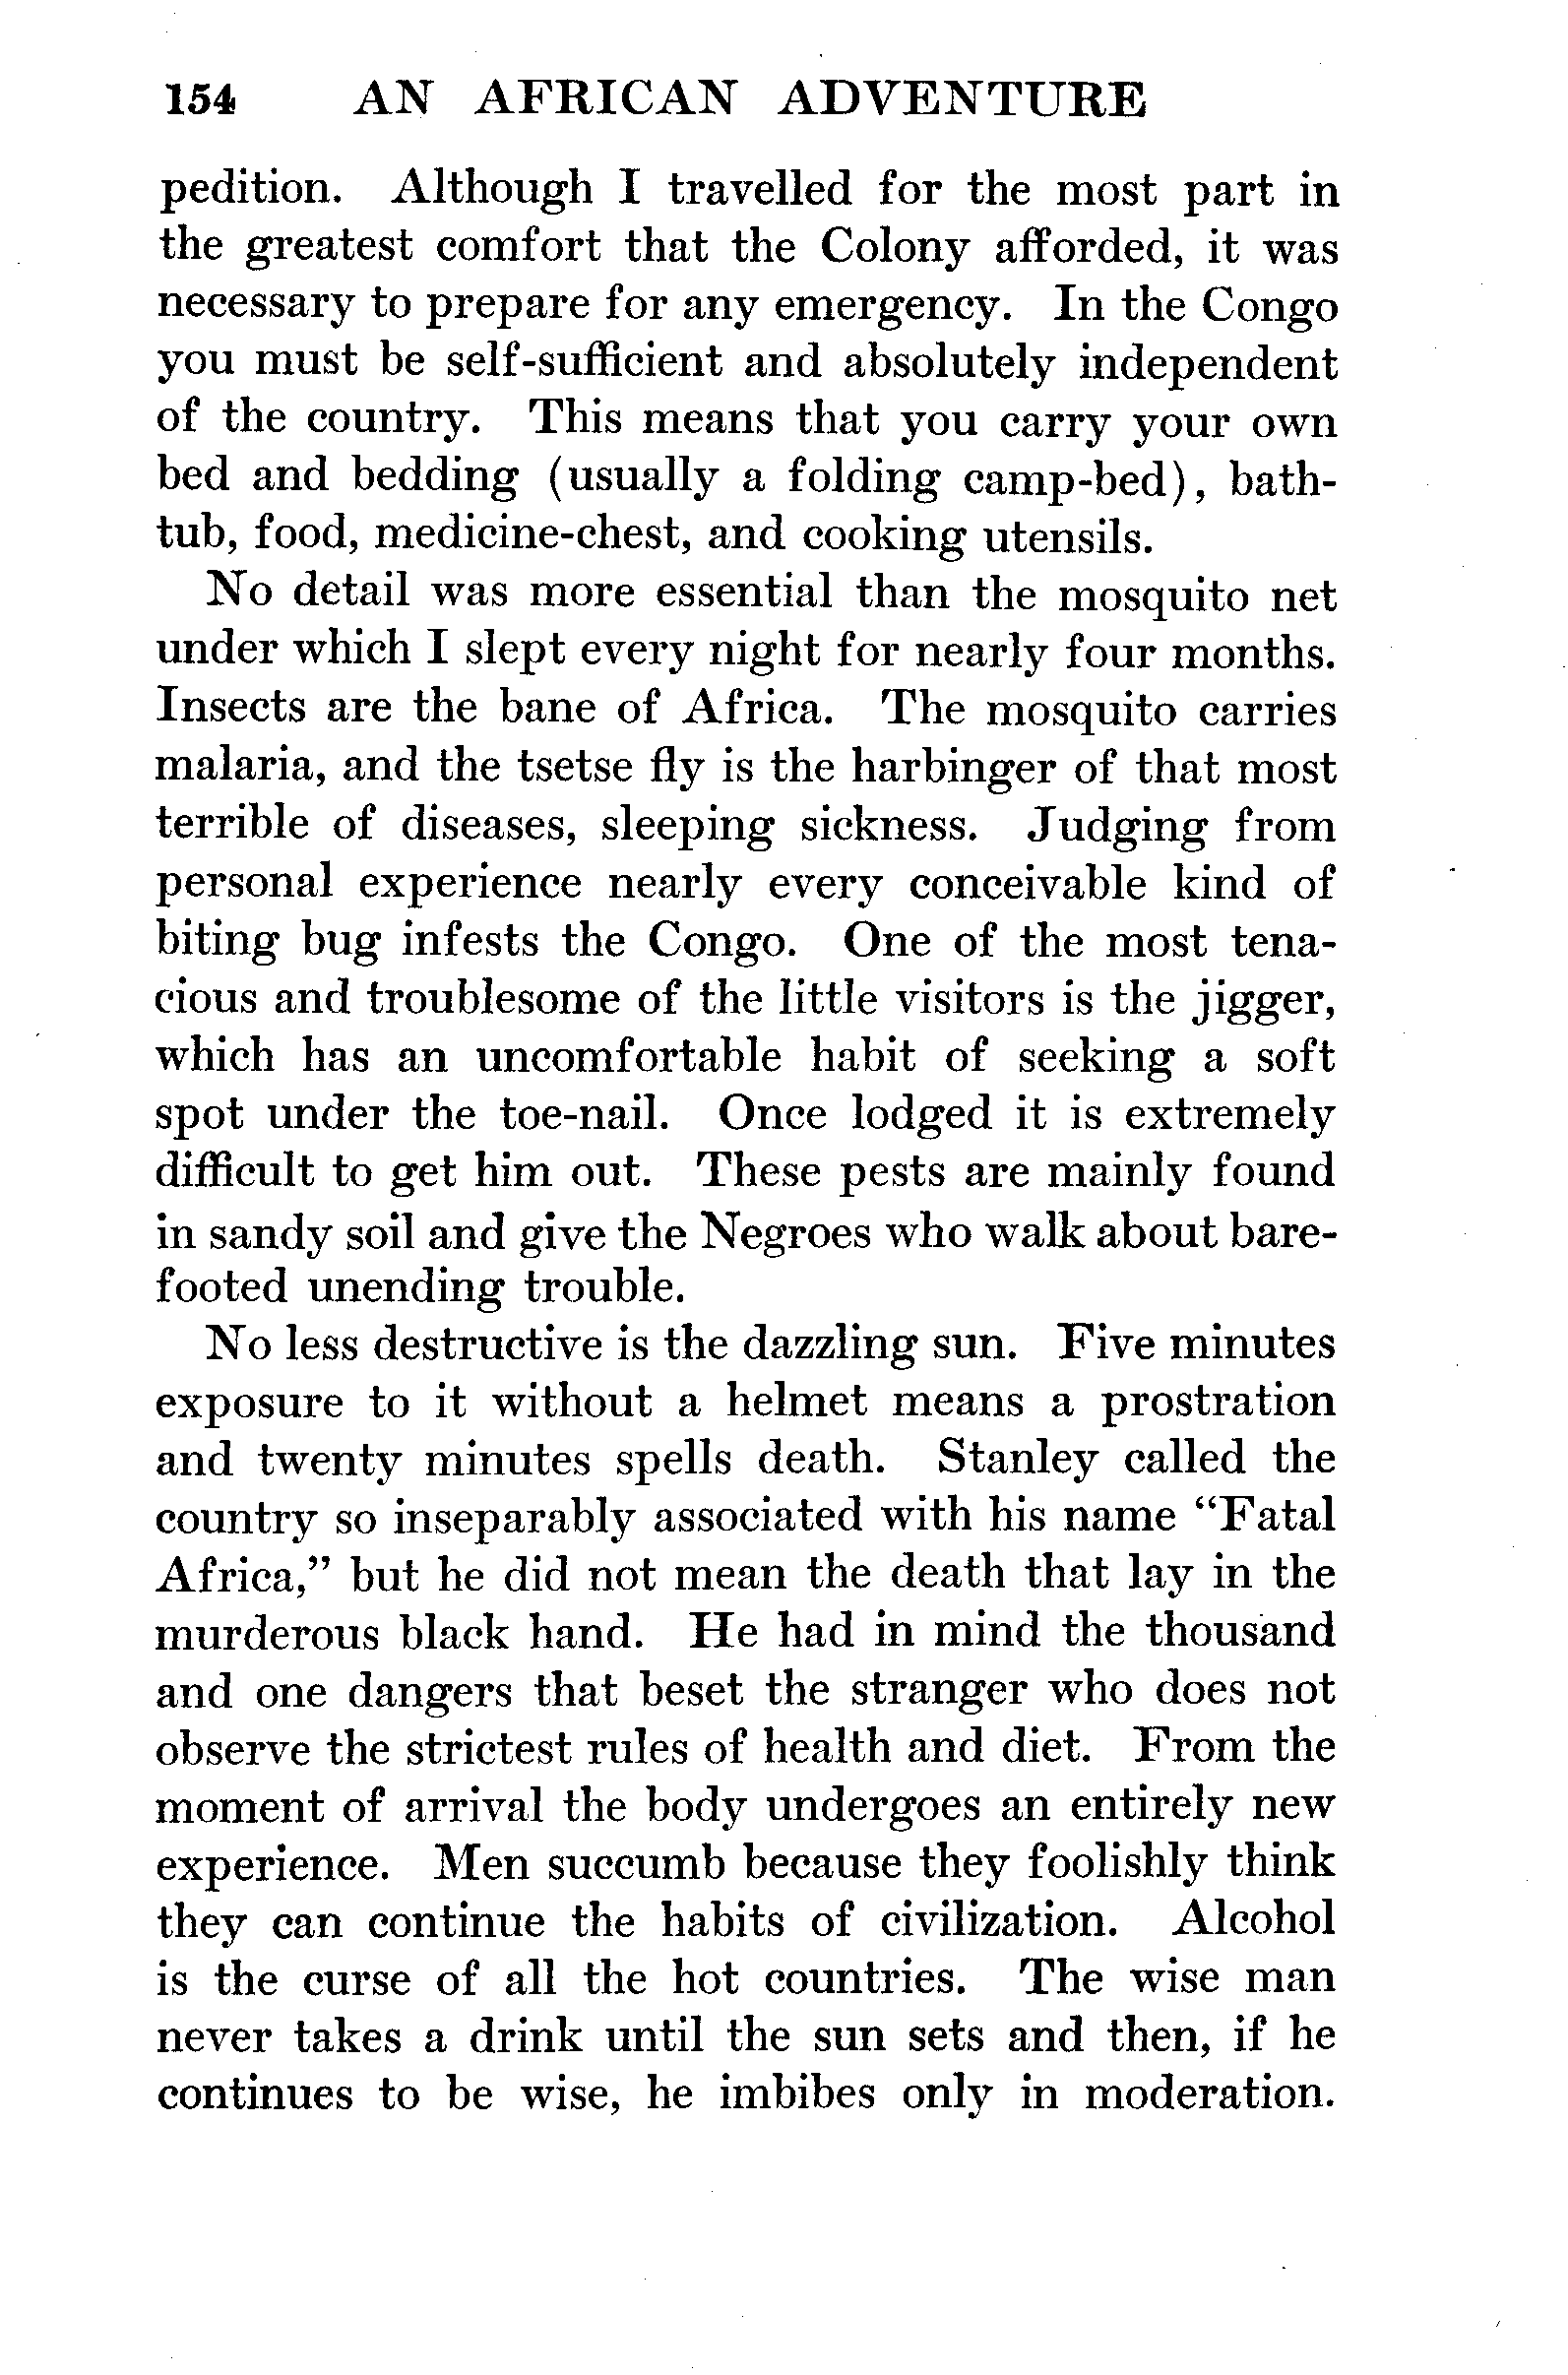 154 AN AFRICAN ADVENTURE
pedition. Although I travelled for the most part in
the greatest comfort that the Colony afforded, it was
necessary to prepare for any emergency. In the Congo
you must be self-sufficient and absolutely independent
of the country. This means that you carry your own
bed and bedding (usually a folding camp-bed), bath-
tub, food, medicine-chest, and cooking utensils.
No detail was more essential than the mosquito net
under which I slept every night for nearly four months.
Insects are the bane of Africa. The mosquito carries
malaria, and the tsetse fly is the harbinger of that most
terrible of diseases, sleeping sickness. Judging from
personal experience nearly every conceivable kind of
biting bug infests the Congo. One of the most tena-
cious and troublesome of the little visitors is the jigger,
which has an uncomfortable habit of seeking a soft
spot under the toe-nail. Once lodged it is extremely
difficult to get him out. These pests are mainly found
in sandy soil and give the Negroes who walk about bare-
footed unending trouble.
No less destructive is the dazzling sun. Five minutes
exposure to it without a helmet means a prostration
and twenty minutes spells death. Stanley called the
country so inseparably associated with his name “Fatal
Africa,” but he did not mean the death that lay in the
murderous black hand. He had in mind the thousand
and one dangers that beset the stranger who does not
observe the strictest rules of health and diet. From the
moment of arrival the body undergoes an entirely new
experience. Men succumb because they foolishly think
they can continue the habits of civilization. Alcohol
is the curse of all the hot countries. The wise man
never takes a drink until the sun sets and then, if he
continues to be wise, he imbibes only in moderation.